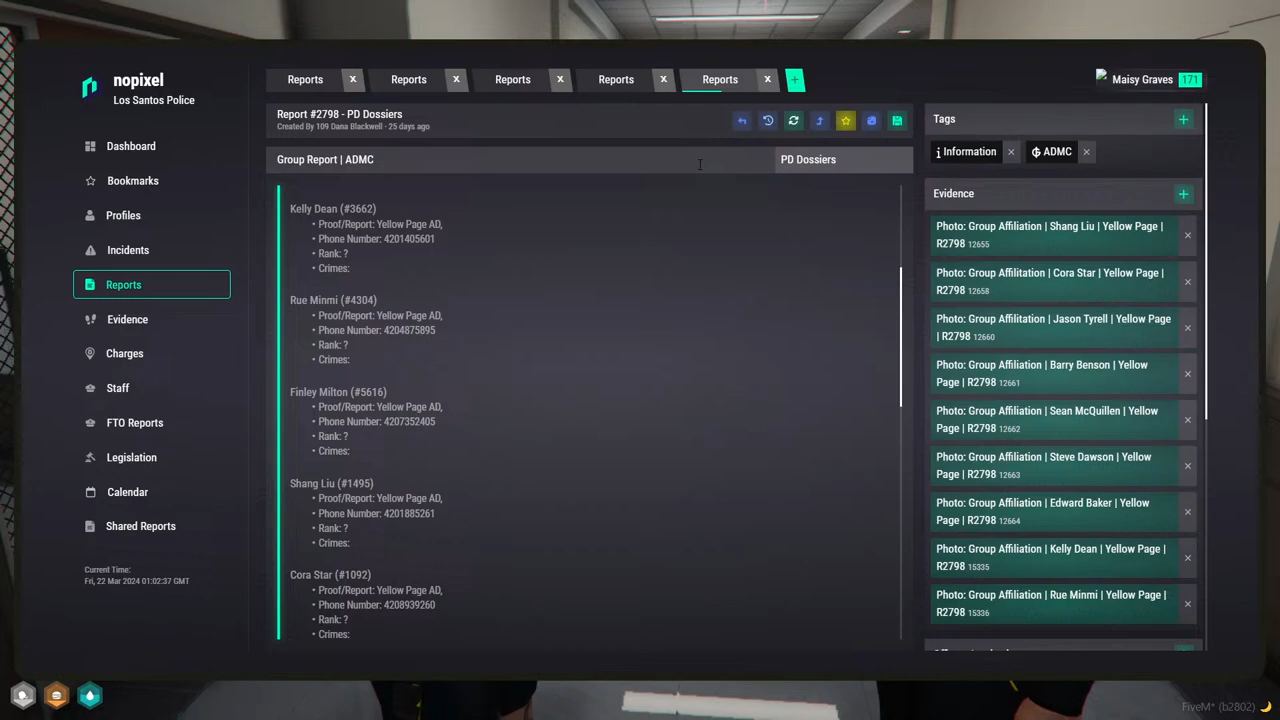 nopixel
Los Santos Police
Dashboard
Bookmarks
Profiles
Incidents
Reports
Evidence
Charges
Staff
FTO Reports
Legislation
Calendar
Shared Reports
Current Time:
Fri, 22 Mar 2024 01:02:37 GMT
Reports x
Reports x
Reports x
Reports x
Reports x
+
Maisy Graves 171
Report #2798 - PD Dossiers
Created By 109 Dana Blackwell - 25 days ago
Group Report | ADMC
PD Dossiers
Kelly Dean (#3662)
• Proof/Report: Yellow Page AD,
• Phone Number: 4201405601
• Rank: ?
• Crimes:
Rue Minmi (#4304)
• Proof/Report: Yellow Page AD,
• Phone Number: 4204875895
• Rank: ?
• Crimes:
Finley Milton (#5616)
• Proof/Report: Yellow Page AD,
• Phone Number: 4207352405
• Rank: ?
• Crimes:
Shang Liu (#1495)
• Proof/Report: Yellow Page AD,
• Phone Number: 4201885261
• Rank: ?
• Crimes:
Cora Star (#1092)
• Proof/Report: Yellow Page AD,
• Phone Number: 4208939260
• Rank: ?
• Crimes:
Tags +
Information x ADMC x
Evidence +
Photo: Group Affiliation | Shang Liu | Yellow Page |
R2798 12655
Photo: Group Affilitation | Cora Star | Yellow Page |
R2798 12658
Photo: Group Affilitation | Jason Tyrell | Yellow Page
| R2798 12660
Photo: Group Affiliation | Barry Benson | Yellow
Page | R2798 12661
Photo: Group Affiliation | Sean McQuillen | Yellow
Page | R2798 12662
Photo: Group Affiliation | Steve Dawson | Yellow
Page | R2798 12663
Photo: Group Affiliation | Edward Baker | Yellow
Page | R2798 12664
Photo: Group Affiliation | Kelly Dean | Yellow Page |
R2798 15335
Photo: Group Affiliation | Rue Minmi | Yellow Page |
R2798 15336
FiveM* (b2802)